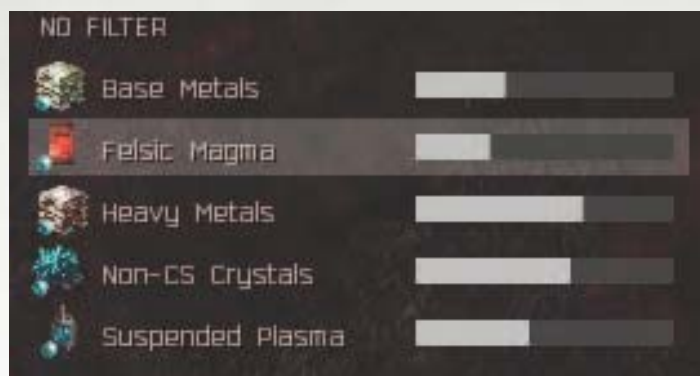 NO FILTER
Base Metals
Felsic Magma
Heavy Metals
Non-CS Crystals
Suspended Plasma